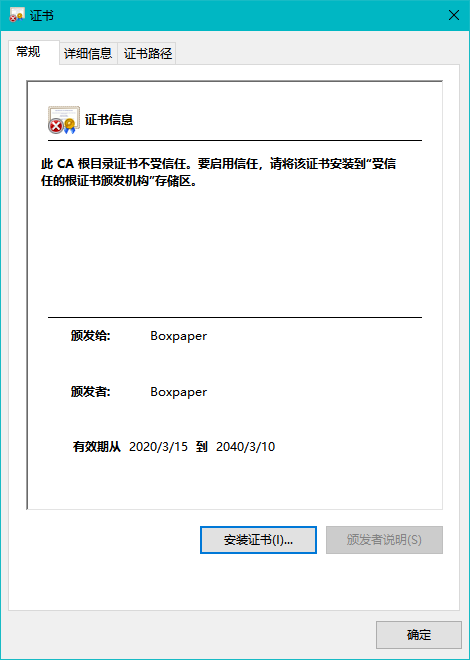 证书
常规
详细信息
证书路径
证书信息
此 CA 根目录证书不受信任。要启用信任，请将该证书安装到“受信
任的根证书颁发机构”存储区。
颁发给: Boxpaper
颁发者: Boxpaper
有效期从 2020/3/15 到 2040/3/10
安装证书(I)...
颁发者说明(S)
确定